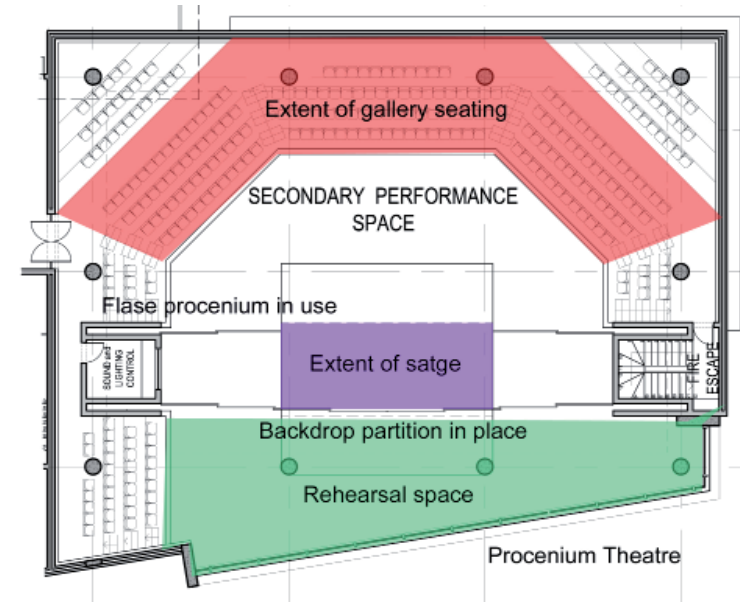 Extent of gallery seating
SECONDARY PERFORMANCE
SPACE
Flase procenium in use
SOUND and
LIGHTING
CONTROL
Extent of satge
FIRE
ESCAPE
Backdrop partition in place
Rehearsal space
Procenium Theatre